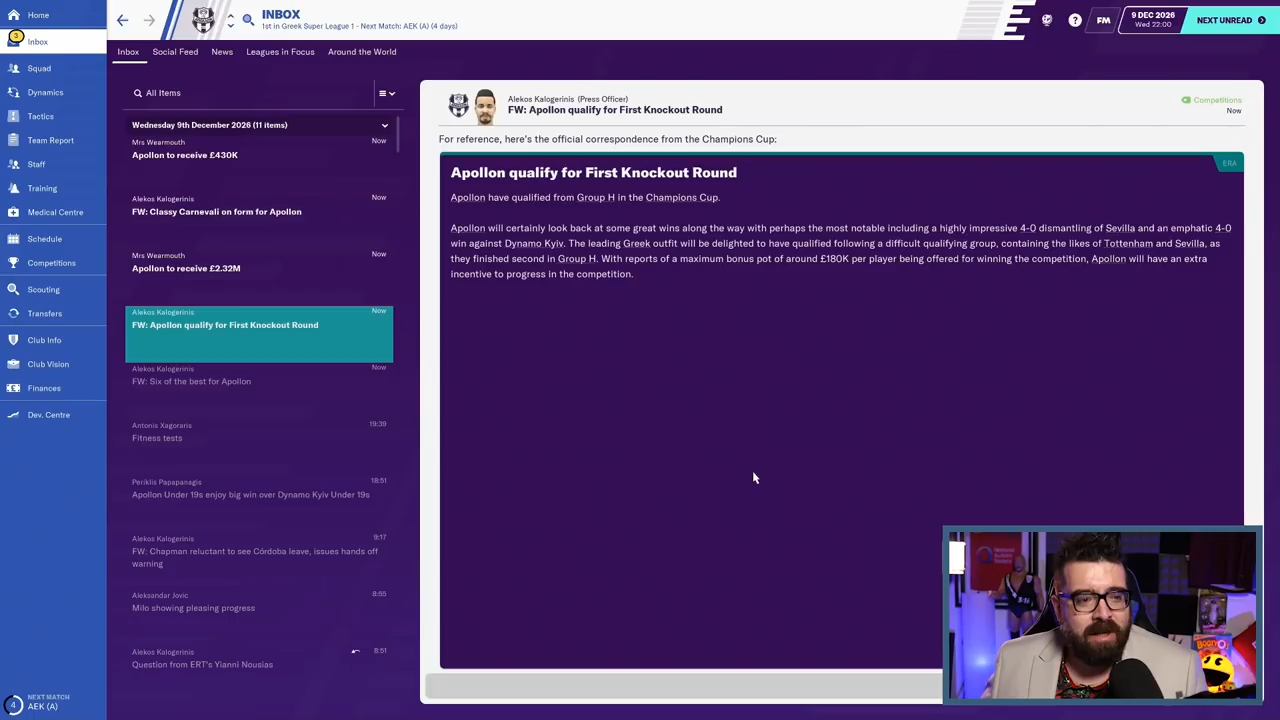 Home
3
Inbox
Squad
Dynamics
Tactics
Team Report
Staff
Training
Medical Centre
Schedule
Competitions
Scouting
Transfers
Club Info
Club Vision
Finances
Dev. Centre
4
NEXT MATCH
AEK (A)
INBOX
1st in Greek Super League 1 - Next Match: AEK (A) (4 days)
?
FM
9 DEC 2026
Wed 22:00
NEXT UNREAD
Inbox
Social Feed
News
Leagues in Focus
Around the World
All Items
Wednesday 9th December 2026 (11 items)
Mrs Wearmouth
Now
Apollon to receive £430K
Alekos Kalogerinis
Now
FW: Classy Carnevali on form for Apollon
Mrs Wearmouth
Now
Apollon to receive £2.32M
Alekos Kalogerinis
Now
FW: Apollon qualify for First Knockout Round
Alekos Kalogerinis
Now
FW: Six of the best for Apollon
Antonis Xagoraris
19:39
Fitness tests
Periklis Papapanagis
18:51
Apollon Under 19s enjoy big win over Dynamo Kyiv Under 19s
Alekos Kalogerinis
9:17
FW: Chapman reluctant to see Córdoba leave, issues hands off
warning
Aleksandar Jovic
8:55
Milo showing pleasing progress
Alekos Kalogerinis
8:51
Question from ERT's Yianni Nousias
Alekos Kalogerinis (Press Officer)
FW: Apollon qualify for First Knockout Round
Competitions
Now
For reference, here's the official correspondence from the Champions Cup:
ERA
Apollon qualify for First Knockout Round
Apollon have qualified from Group H in the Champions Cup.
Apollon will certainly look back at some great wins along the way with perhaps the most notable including a highly impressive 4-0 dismantling of Sevilla and an emphatic 4-0
win against Dynamo Kyiv. The leading Greek outfit will be delighted to have qualified following a difficult qualifying group, containing the likes of Tottenham and Sevilla, as
they finished second in Group H. With reports of a maximum bonus pot of around £180K per player being offered for winning the competition, Apollon will have an extra
incentive to progress in the competition.